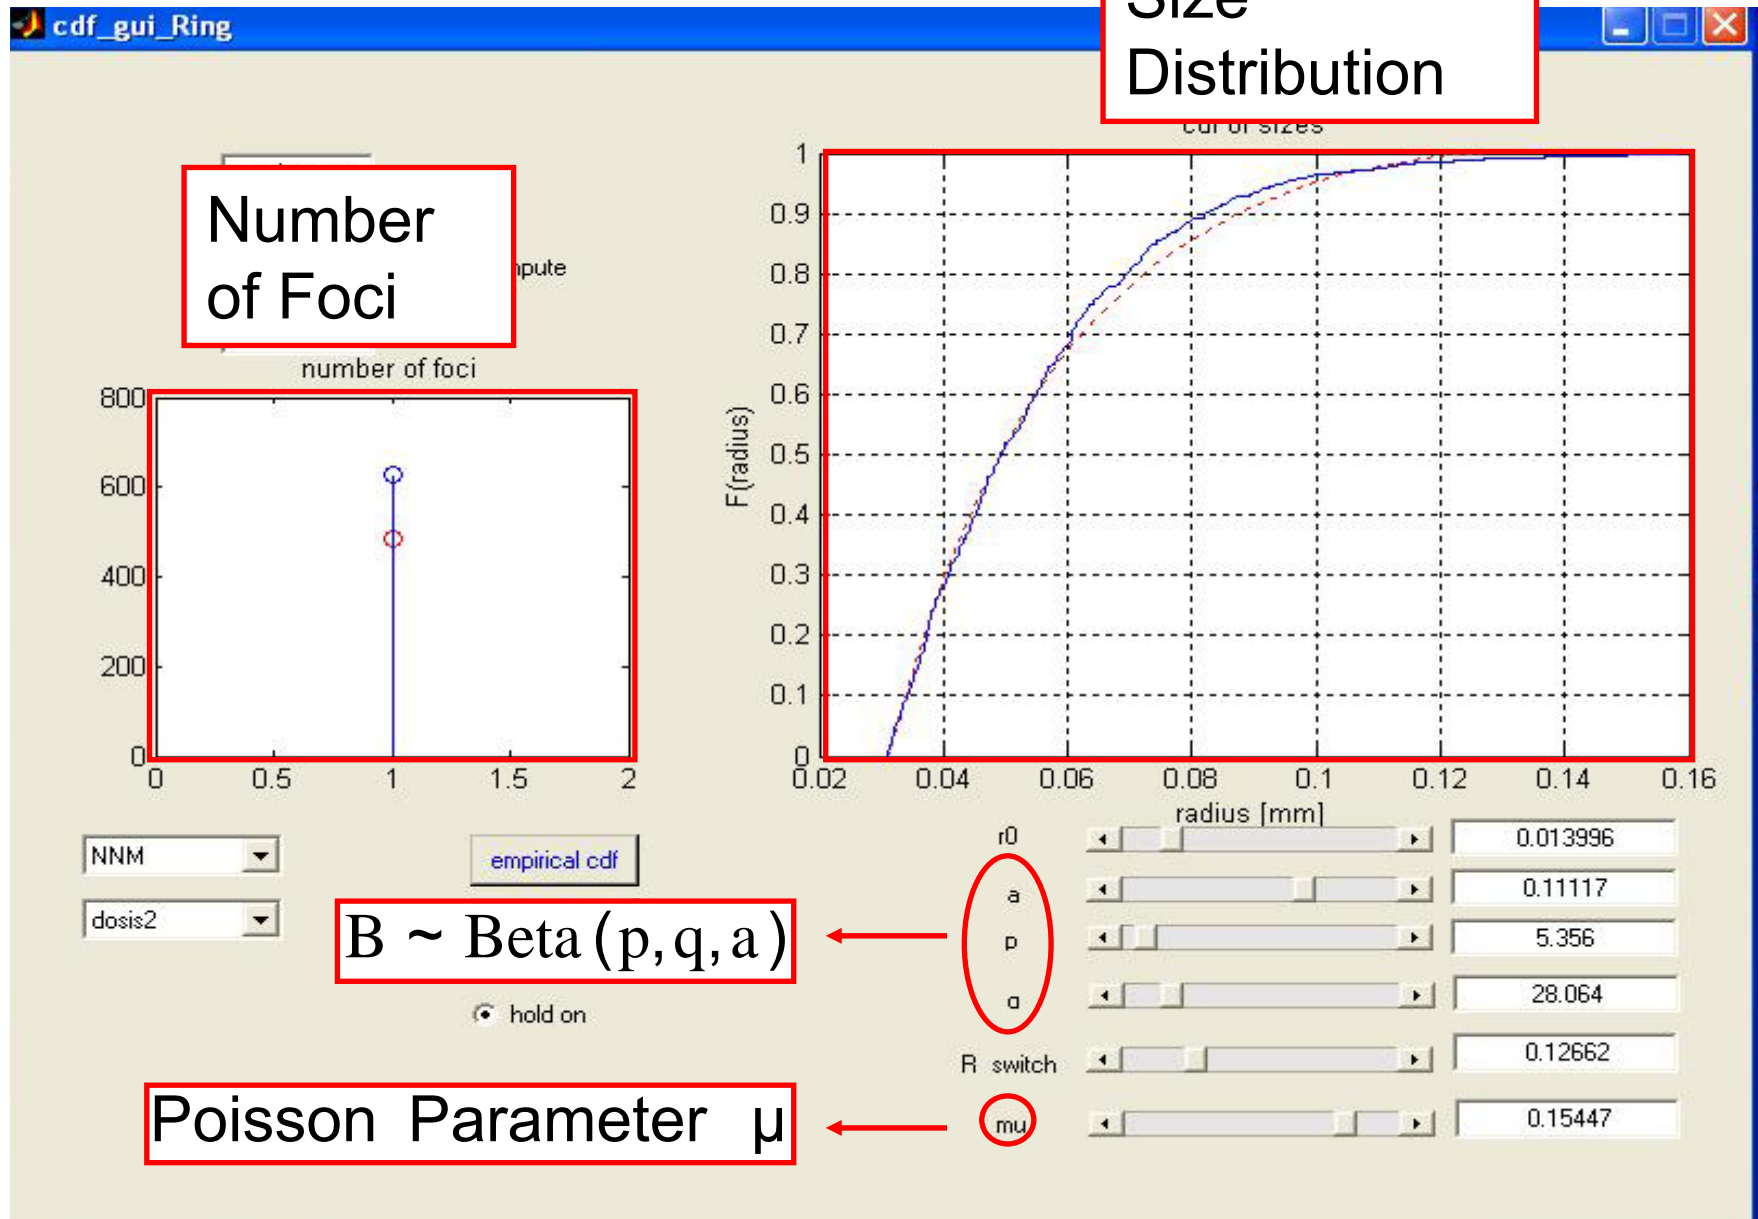 cdf_gui_Ring
Size
Distribution
cdf of sizes
Number
of Foci
number of foci
800
600
400
200
0
0 0.5 1 1.5 2
1
0.9
0.8
0.7
0.6
0.5
0.4
0.3
0.2
0.1
0
F(radius)
0.02 0.04 0.06 0.08 0.1 0.12 0.14 0.16
radius [mm]
NNM
dosis2
empirical cdf
B ~ Beta(p,q,a)
hold on
Poisson Parameter μ
r0 0.013996
a 0.11117
p 5.356
q 28.064
R switch 0.12662
mu 0.15447